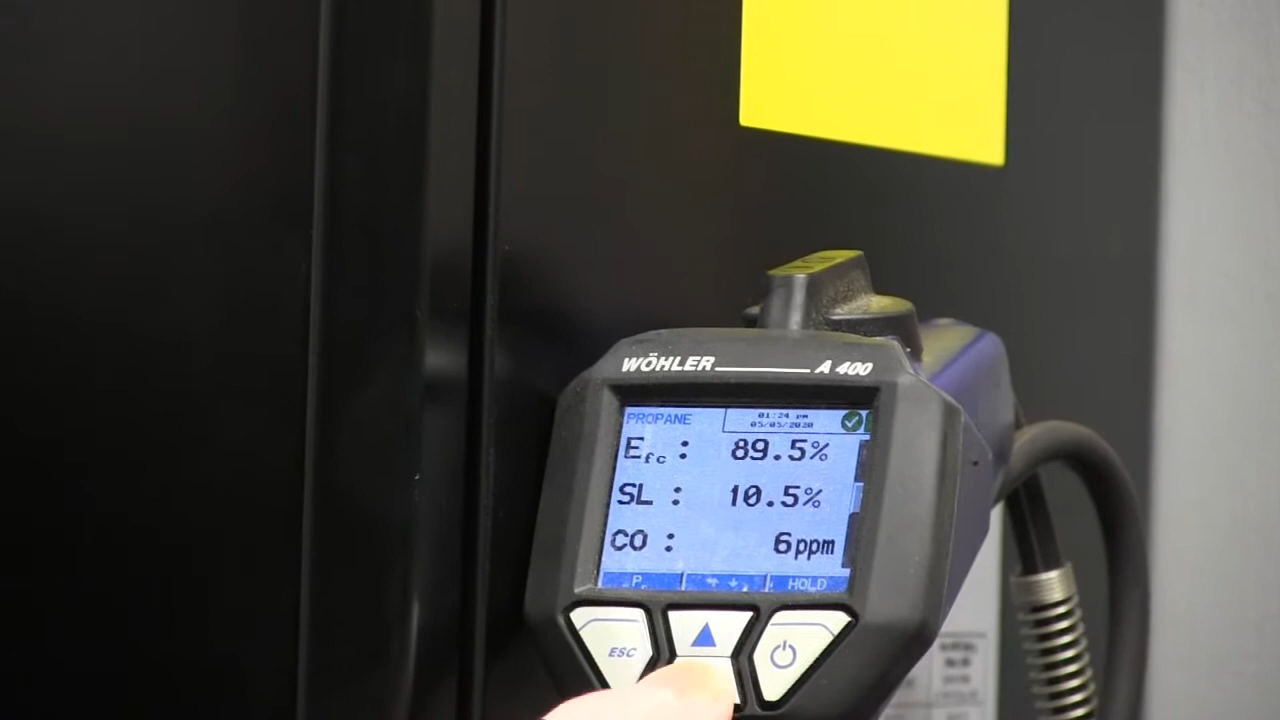 WÖHLER A 400
PROPANE
01:24 pm
05/05/2020
Efc : 89.5%
SL : 10.5%
CO : 6ppm
HOLD
ESC